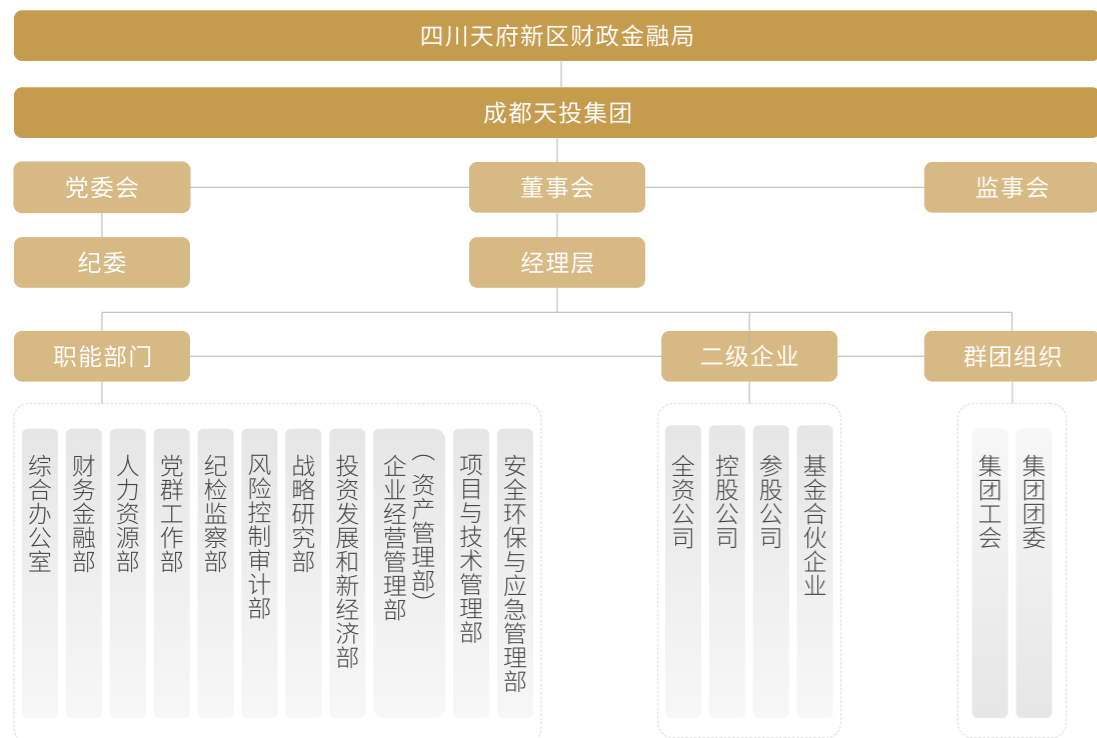 四川天府新区财政金融局
成都天投集团
党委会
董事会
监事会
纪委
经理层
职能部门
二级企业
群团组织
综合办公室
财务金融部
人力资源部
党群工作部
纪检监察部
风险控制审计部
战略研究部
投资发展和新经济部
企业经营管理部
（资产管理部）
项目与技术管理部
安全环保与应急管理部
全资公司
控股公司
参股公司
基金合伙企业
集团工会
集团团委